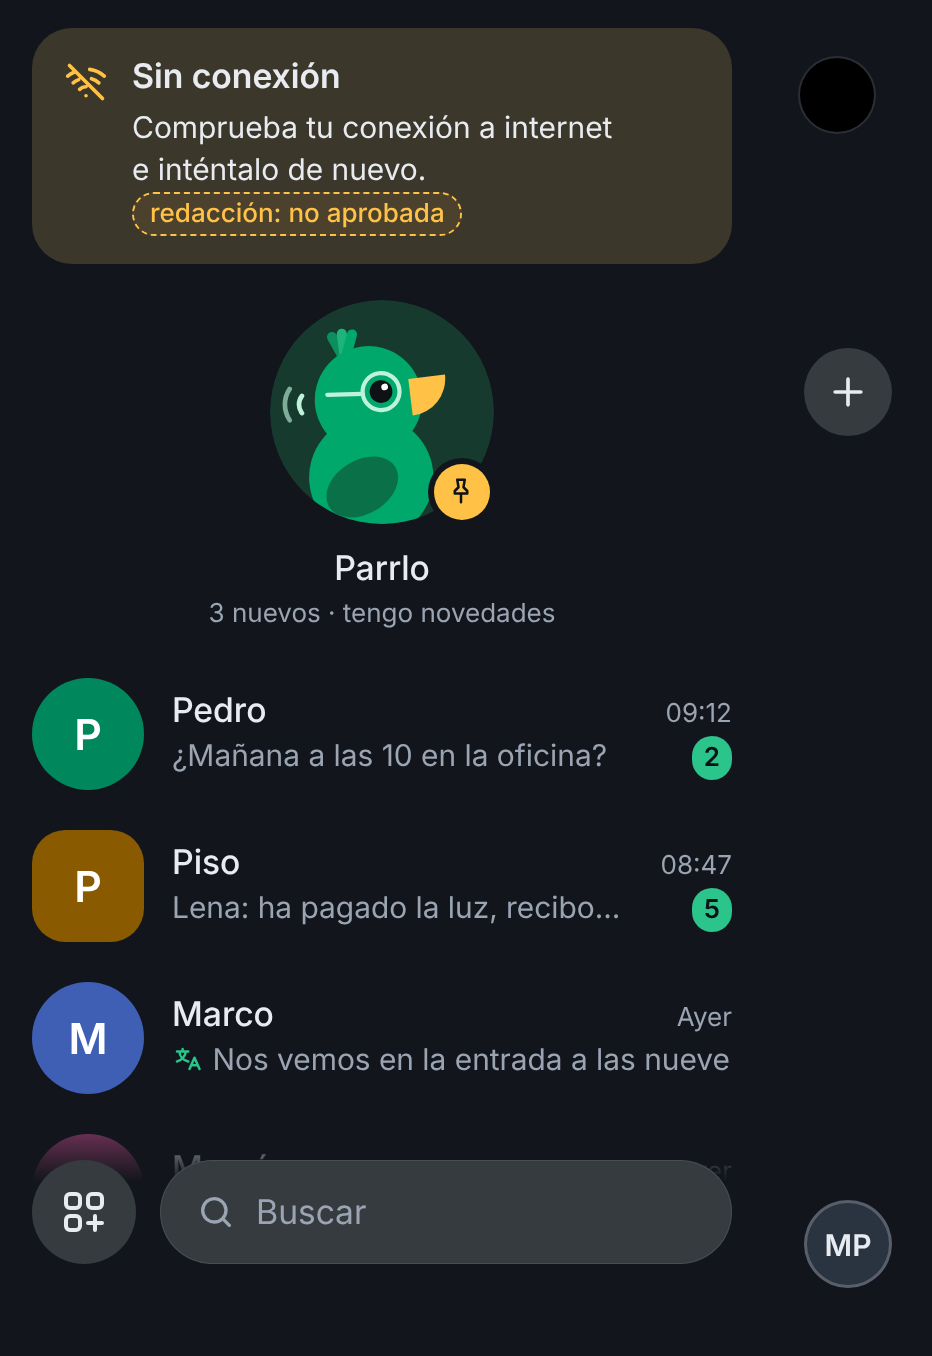 Sin conexión
Comprueba tu conexión a internet
e inténtalo de nuevo.
redacción: no aprobada
Parrlo
3 nuevos · tengo novedades
P
Pedro
09:12
¿Mañana a las 10 en la oficina?
2
P
Piso
08:47
Lena: ha pagado la luz, recibo...
5
M
Marco
Ayer
Nos vemos en la entrada a las nueve
Buscar
MP